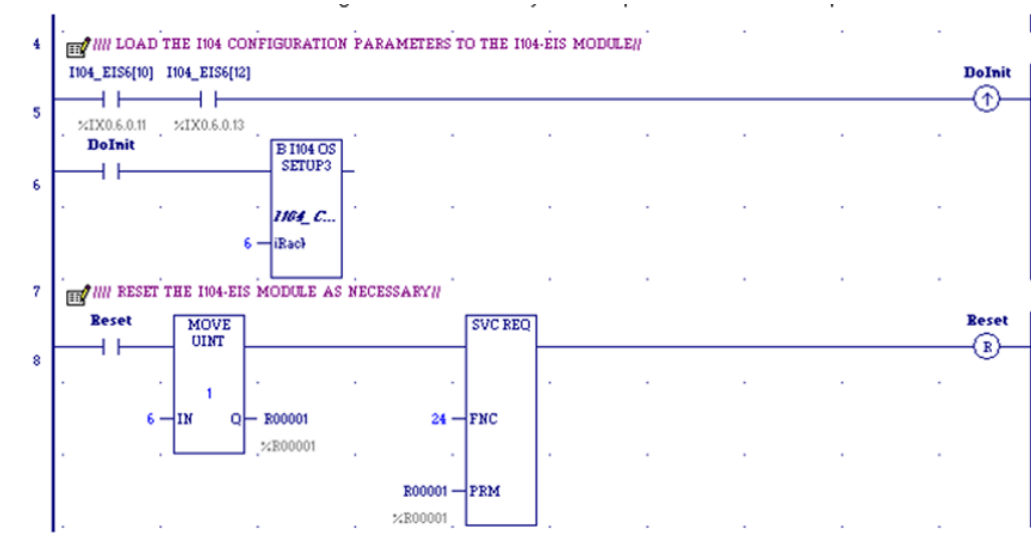 4 //// LOAD THE I104 CONFIGURATION PARAMETERS TO THE I104-EIS MODULE//
I104_EIS6[10] I104_EIS6[12] DoInit
5
%IX0.6.0.11 %IX0.6.0.13
DoInit
B I104 OS
SETUP3
6
I104_C...
6 iRack
7 //// RESET THE I104-EIS MODULE AS NECESSARY//
Reset MOVE SVC REQ Reset
UINT
R
8
1
6 IN Q R00001 24 FNC
%R00001
R00001 PRM
%R00001